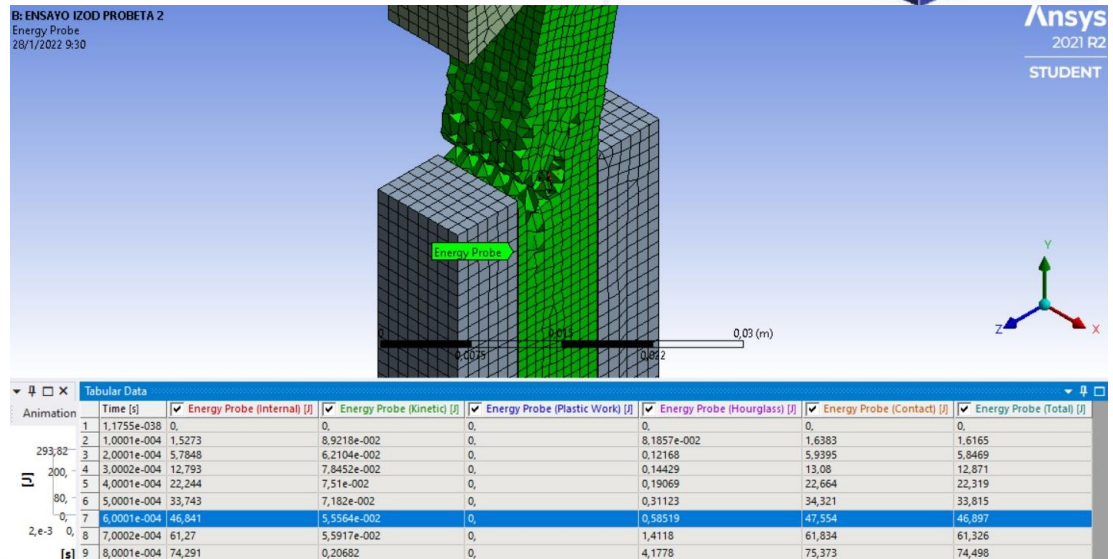 B: ENSAYO IZOD PROBETA 2
Energy Probe
28/1/2022 9:30
Ansys
2021 R2
STUDENT
Energy Probe
Y
Z X
0 0,015 0,03 (m)
0,0075 0,022
Tabular Data
Animation
Time [s] Energy Probe (Internal) [J] Energy Probe (Kinetic) [J] Energy Probe (Plastic Work) [J] Energy Probe (Hourglass) [J] Energy Probe (Contact) [J] Energy Probe (Total) [J]
1 1,1755e-038 0, 0, 0, 0, 0, 0,
2 1,0001e-004 1,5273 8,9218e-002 0, 8,1857e-002 1,6383 1,6165
3 2,0001e-004 5,7848 6,2104e-002 0, 0,12168 5,9395 5,8469
4 3,0002e-004 12,793 7,8452e-002 0, 0,14429 13,08 12,871
5 4,0001e-004 22,244 7,51e-002 0, 0,19069 22,664 22,319
6 5,0001e-004 33,743 7,182e-002 0, 0,31123 34,321 33,815
7 6,0001e-004 46,841 5,5564e-002 0, 0,58519 47,554 46,897
8 7,0002e-004 61,27 5,5917e-002 0, 1,4118 61,834 61,326
9 8,0001e-004 74,291 0,20682 0, 4,1778 75,373 74,498
293,82
200,
[J]
80,
0,
2,e-3 0,
[s]